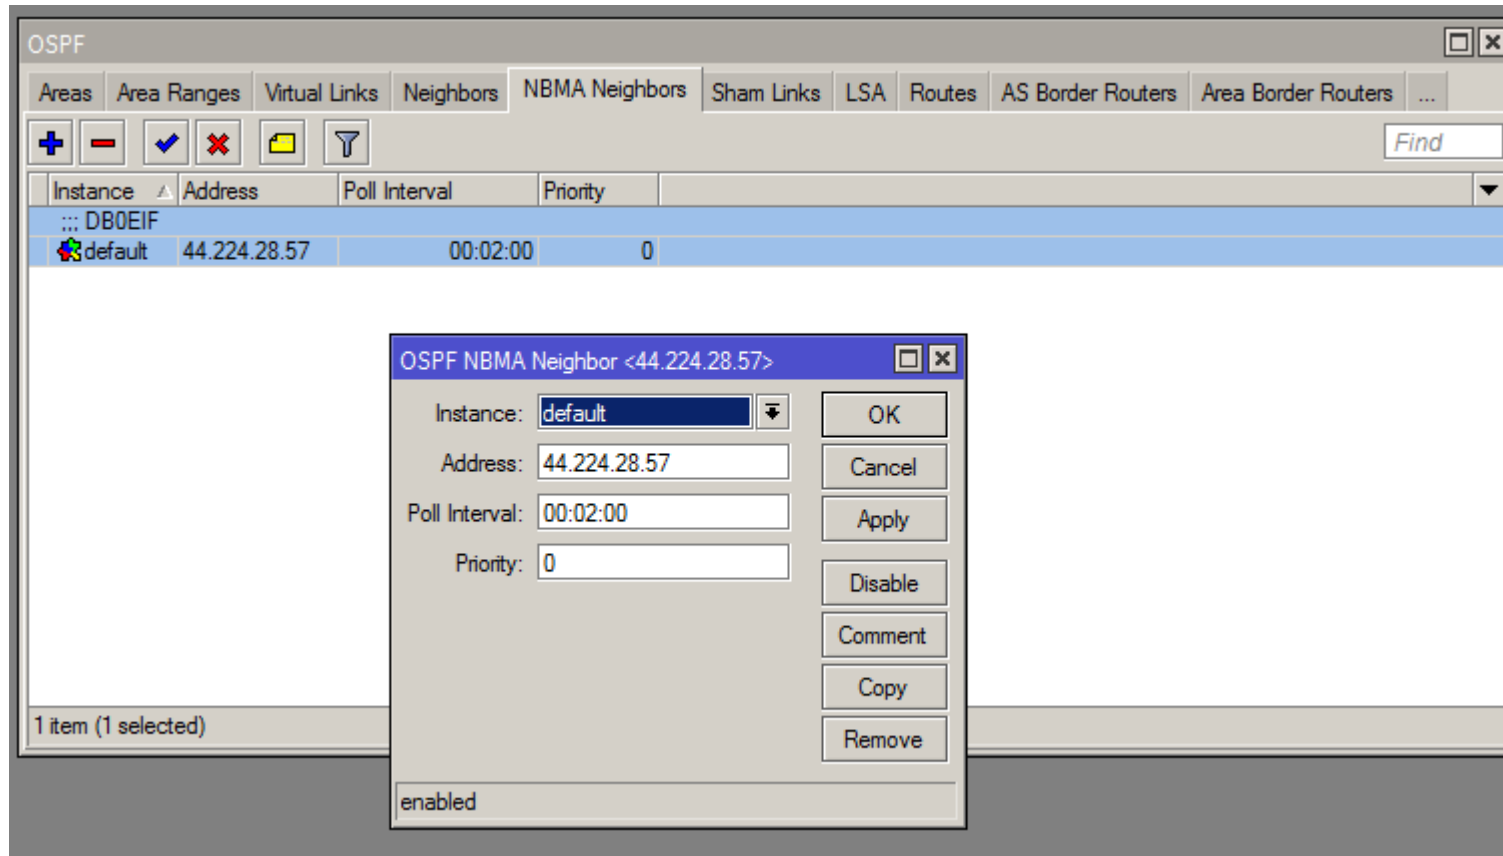 OSPF
Areas Area Ranges Virtual Links Neighbors NBMA Neighbors Sham Links LSA Routes AS Border Routers Area Border Routers ...
Find
Instance Address Poll Interval Priority
;;; DB0EIF
default 44.224.28.57 00:02:00 0
OSPF NBMA Neighbor <44.224.28.57>
Instance: default OK
Address: 44.224.28.57 Cancel
Poll Interval: 00:02:00 Apply
Priority: 0
Disable
Comment
Copy
Remove
1 item (1 selected)
enabled